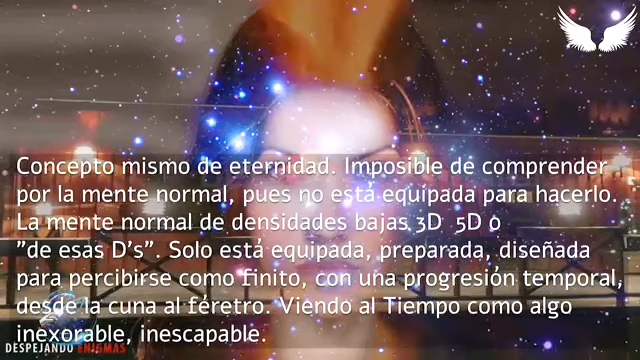 Concepto mismo de eternidad. Imposible de comprender
por la mente normal, pues no está equipada para hacerlo.
La mente normal de densidades bajas 3D 5D o
"de esas D's". Solo está equipada, preparada, diseñada
para percibirse como finito, con una progresión temporal,
desde la cuna al féretro. Viendo al Tiempo como algo
inexorable, inescapable.
DESPEJANDO ENIGMAS